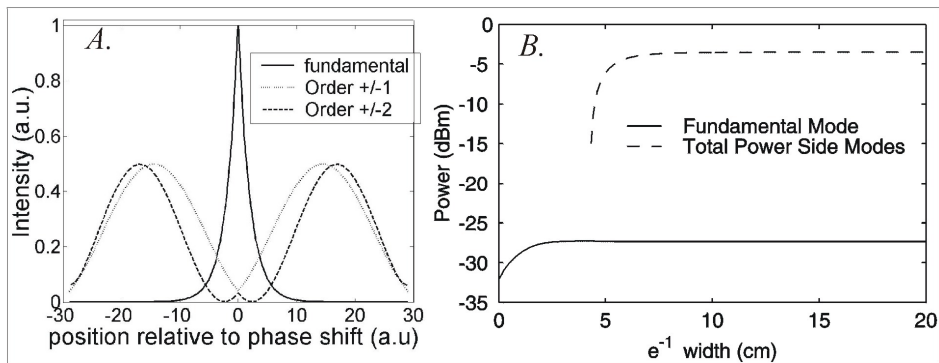 A.
1
0.8
0.6
0.4
0.2
0
Intensity (a.u.)
fundamental
Order +/-1
Order +/-2
-30
-20
-10
0
10
20
30
position relative to phase shift (a.u)
B.
0
-5
-10
-15
-20
-25
-30
-35
Power (dBm)
Fundamental Mode
Total Power Side Modes
0
5
10
15
20
e⁻¹ width (cm)